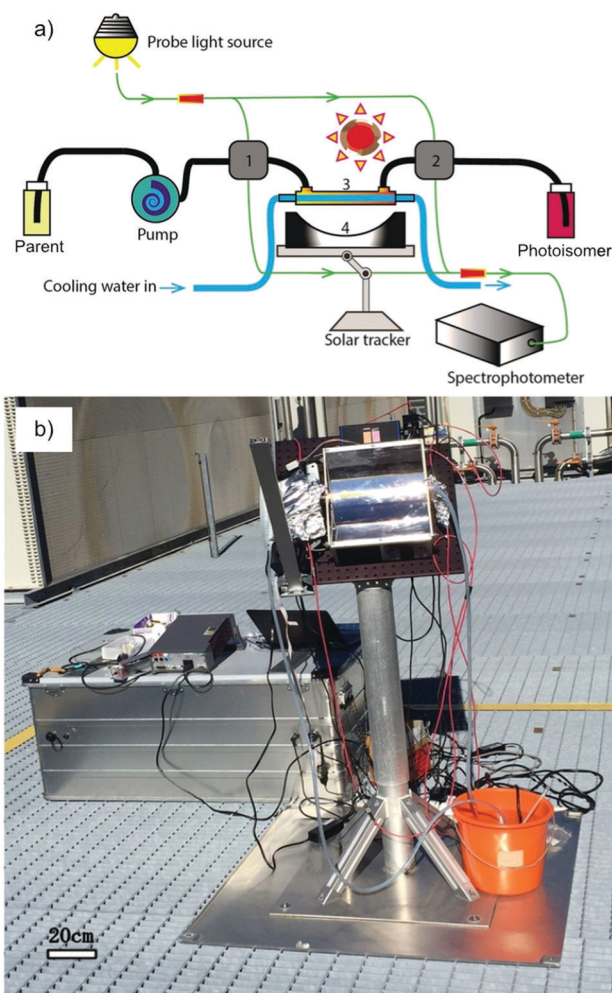 a)
Probe light source
1
2
3
4
Parent
Pump
Photoisomer
Cooling water in
Solar tracker
Spectrophotometer
b)
20cm